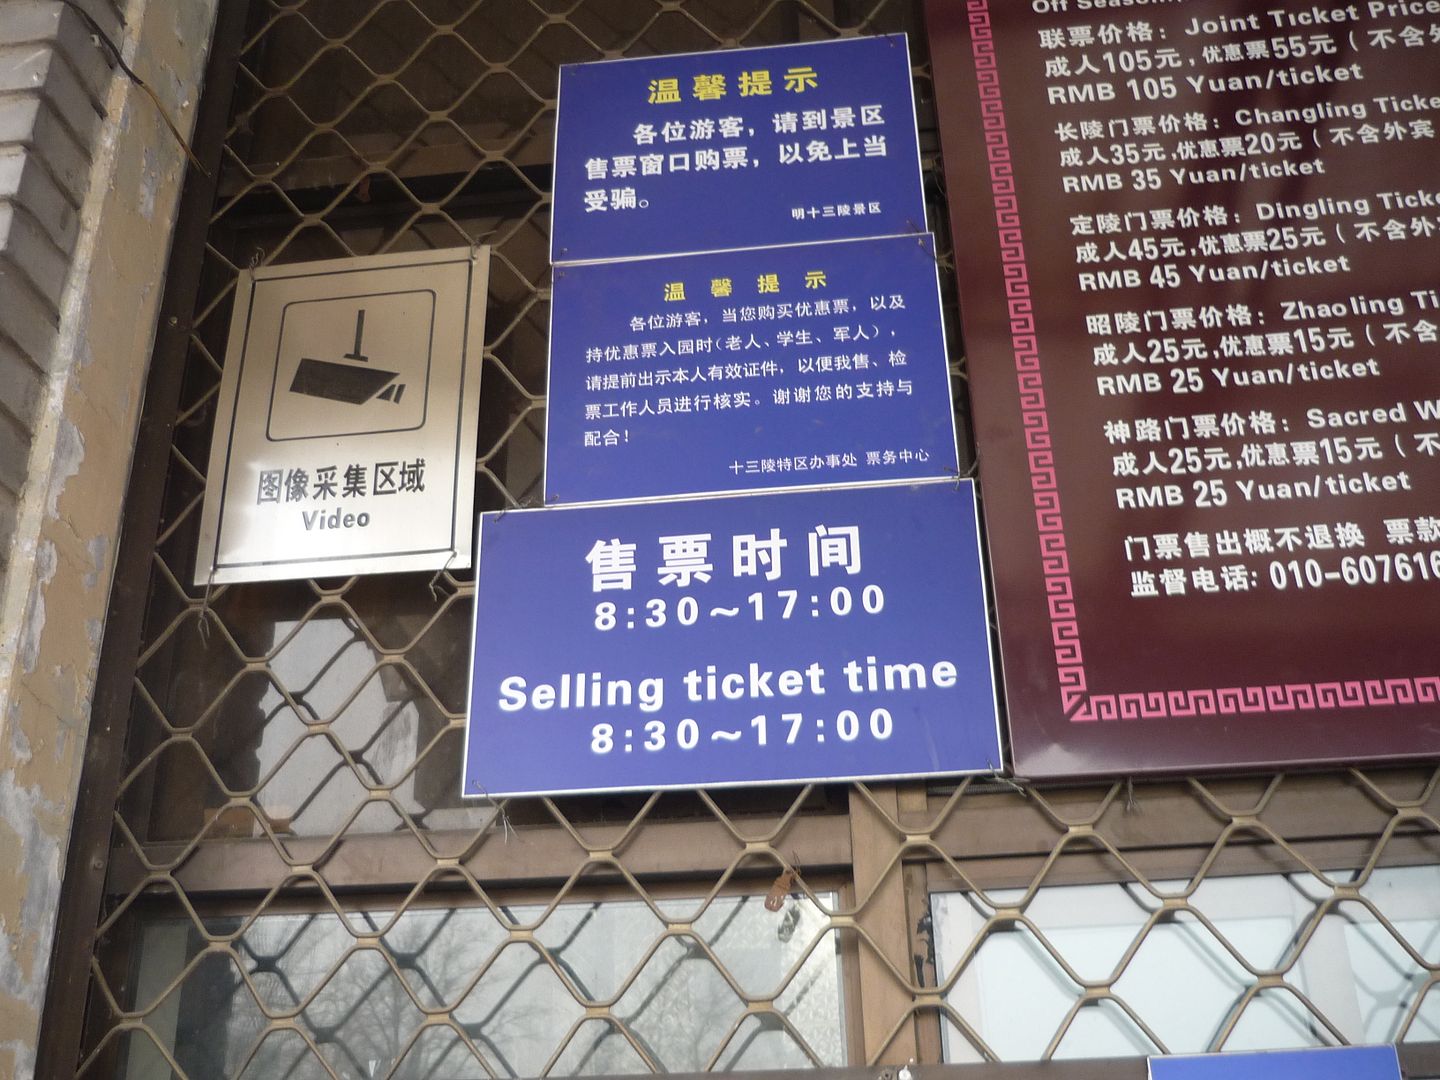 温馨提示
各位游客，请到景区
售票窗口购票，以免上当
受骗。
明十三陵景区
温馨提示
各位游客，当您购买优惠票，以及
持优惠票入园时（老人、学生、军人），
请提前出示本人有效证件，以便我售、检
票工作人员进行核实。谢谢您的支持与
配合！
十三陵特区办事处 票务中心
图像采集区域
Video
售票时间
8:30~17:00
Selling ticket time
8:30~17:00
Off
联票价格：Joint Ticket Price
成人105元,优惠票55元（不含外
RMB 105 Yuan/ticket
长陵门票价格：Changling Ticke
成人35元,优惠票20元（不含外宾
RMB 35 Yuan/ticket
定陵门票价格：Dingling Ticke
成人45元,优惠票25元（不含外
RMB 45 Yuan/ticket
昭陵门票价格：Zhaoling Ti
成人25元,优惠票15元（不含
RMB 25 Yuan/ticket
神路门票价格：Sacred W
成人25元,优惠票15元（不
RMB 25 Yuan/ticket
门票售出概不退换 票款
监督电话: 010-607616